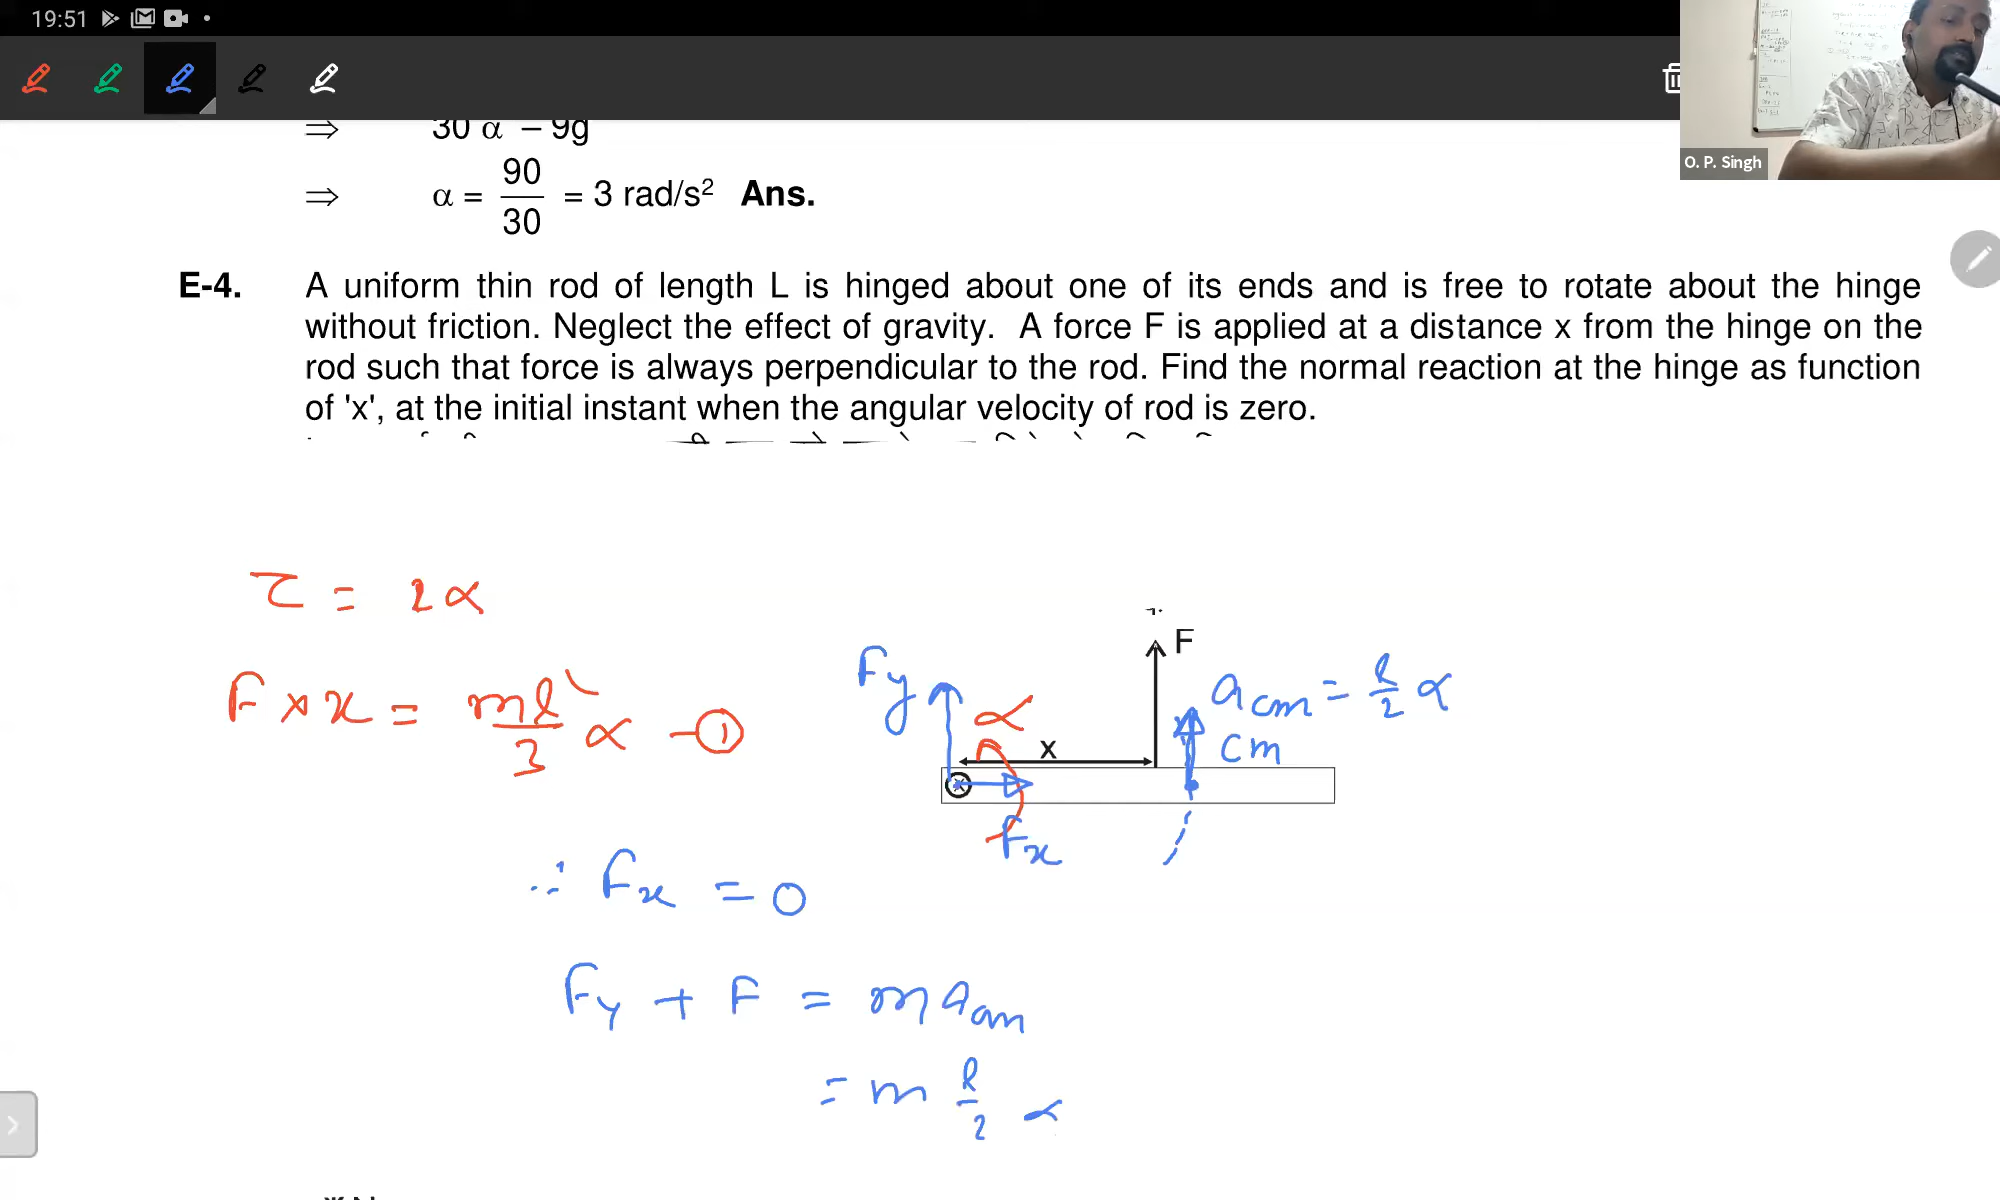 19:51
O. P. Singh
⇒ 30 α – 9g
⇒ α = 90/30 = 3 rad/s² Ans.
E-4. A uniform thin rod of length L is hinged about one of its ends and is free to rotate about the hinge
without friction. Neglect the effect of gravity. A force F is applied at a distance x from the hinge on the
rod such that force is always perpendicular to the rod. Find the normal reaction at the hinge as function
of 'x', at the initial instant when the angular velocity of rod is zero.
τ = Iα
F × x = ml²/3 α —①
F
Fy
α
x
a_cm = l/2 α
cm
Fx
∵ Fx = 0
Fy + F = m a_cm
= m l/2 α